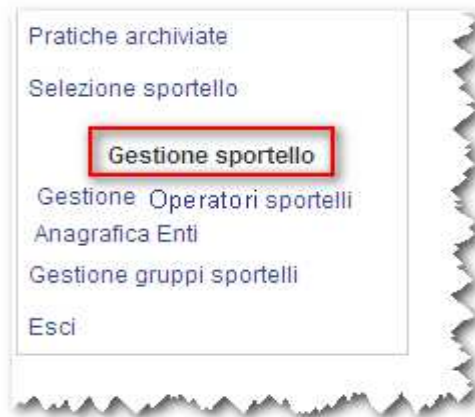 Pratiche archiviate
Selezione sportello
Gestione sportello
Gestione Operatori sportelli
Anagrafica Enti
Gestione gruppi sportelli
Esci